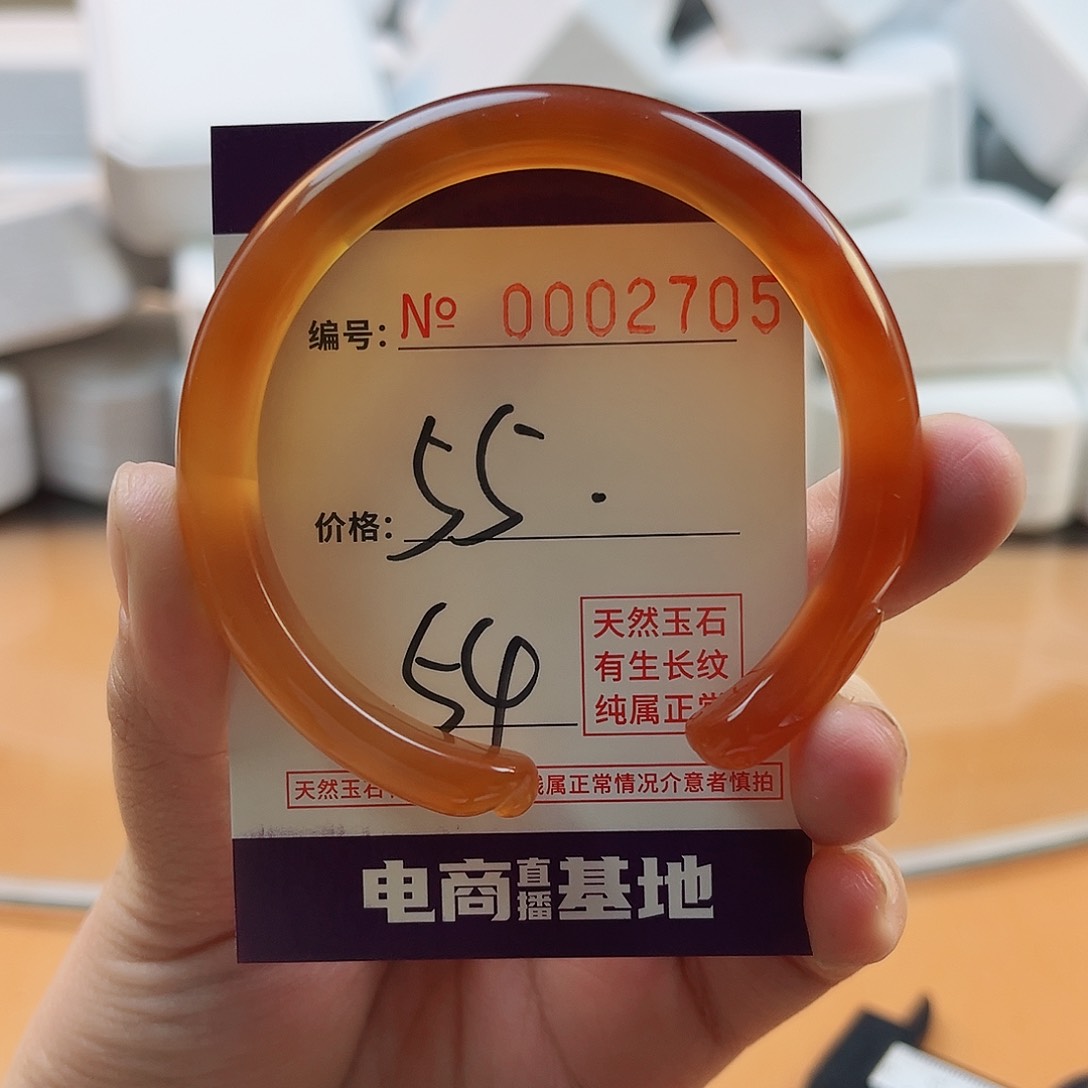 编号: № 0002705
价格: 55.
54
天然玉石
有生长纹
纯属正常
天然玉石 属正常情况介意者慎拍
电商直播基地